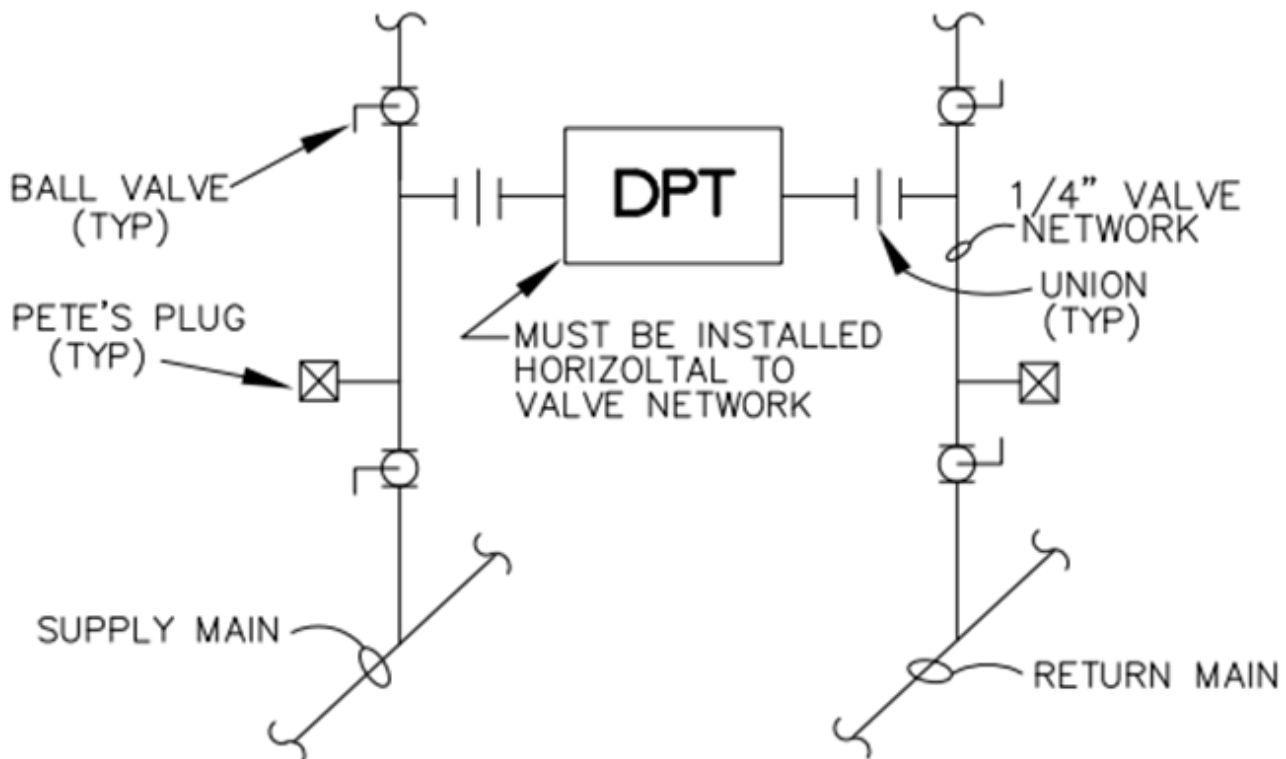 BALL VALVE
(TYP)
DPT
1/4" VALVE
NETWORK
PETE'S PLUG
(TYP)
MUST BE INSTALLED
HORIZOLTAL TO
VALVE NETWORK
UNION
(TYP)
SUPPLY MAIN
RETURN MAIN